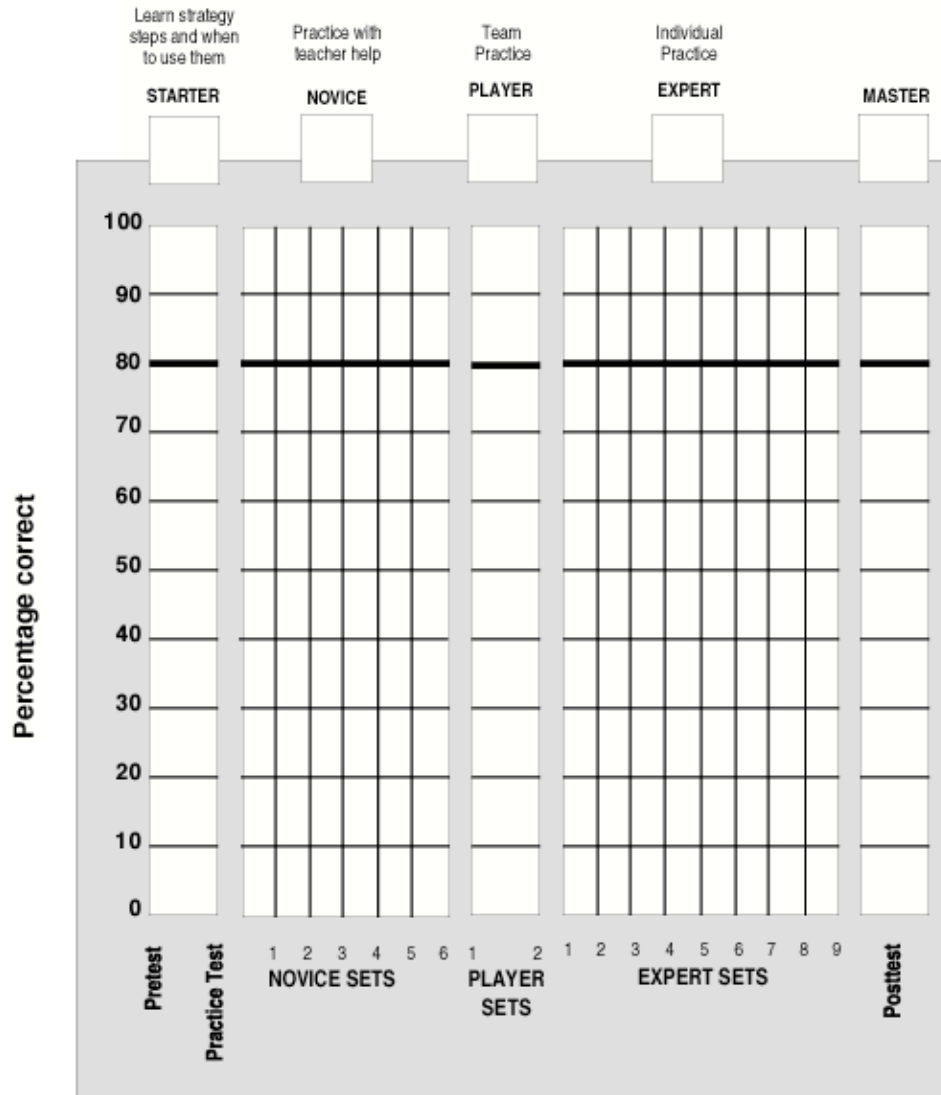 Learn strategy
steps and when
to use them
STARTER
Practice with
teacher help
NOVICE
Team
Practice
PLAYER
Individual
Practice
EXPERT
MASTER
Percentage correct
100
90
80
70
60
50
40
30
20
10
0
Pretest
Practice Test
1 2 3 4 5 6
NOVICE SETS
1 2
PLAYER
SETS
1 2 3 4 5 6 7 8 9
EXPERT SETS
Posttest